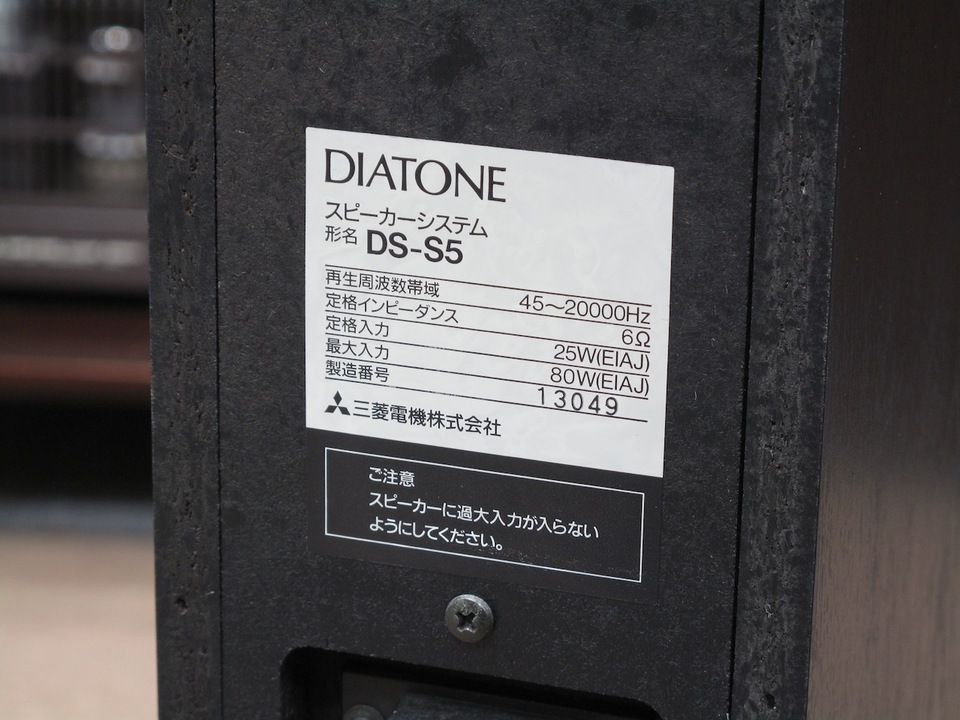 DIATONE
スピーカーシステム
形名 DS-S5
再生周波数帯域 45～20000Hz
定格インピーダンス 6Ω
定格入力 25W(EIAJ)
最大入力 80W(EIAJ)
製造番号 13049
三菱電機株式会社
ご注意
スピーカーに過大入力が入らない
ようにしてください。